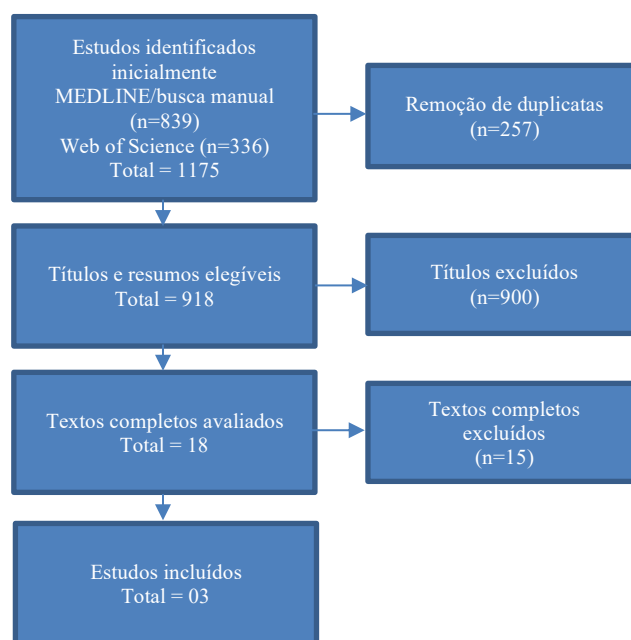 Estudos identificados
inicialmente
MEDLINE/busca manual
(n=839)
Web of Science (n=336)
Total = 1175
Remoção de duplicatas
(n=257)
Títulos e resumos elegíveis
Total = 918
Títulos excluídos
(n=900)
Textos completos avaliados
Total = 18
Textos completos
excluídos
(n=15)
Estudos incluídos
Total = 03